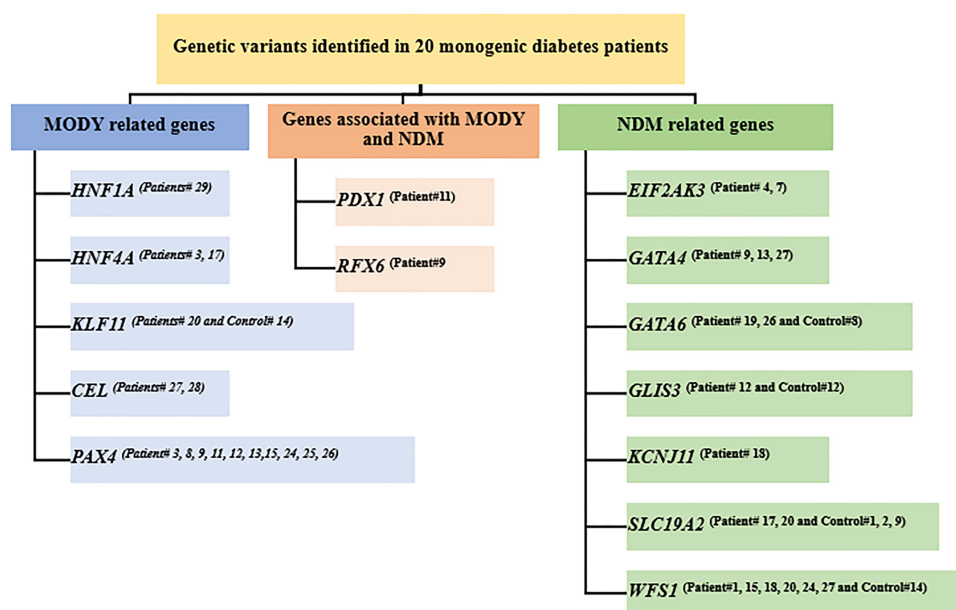 Genetic variants identified in 20 monogenic diabetes patients
MODY related genes
HNF1A (Patients# 29)
HNF4A (Patients# 3, 17)
KLF11 (Patients# 20 and Control# 14)
CEL (Patients# 27, 28)
PAX4 (Patient# 3, 8, 9, 11, 12, 13,15, 24, 25, 26)
Genes associated with MODY
and NDM
PDX1 (Patient#11)
RFX6 (Patient#9
NDM related genes
EIF2AK3 (Patient# 4, 7)
GATA4 (Patient# 9, 13, 27)
GATA6 (Patient# 19, 26 and Control#8)
GLIS3 (Patient# 12 and Control#12)
KCNJ11 (Patient# 18)
SLC19A2 (Patient# 17, 20 and Control#1, 2, 9)
WFS1 (Patient#1, 15, 18, 20, 24, 27 and Control#14)